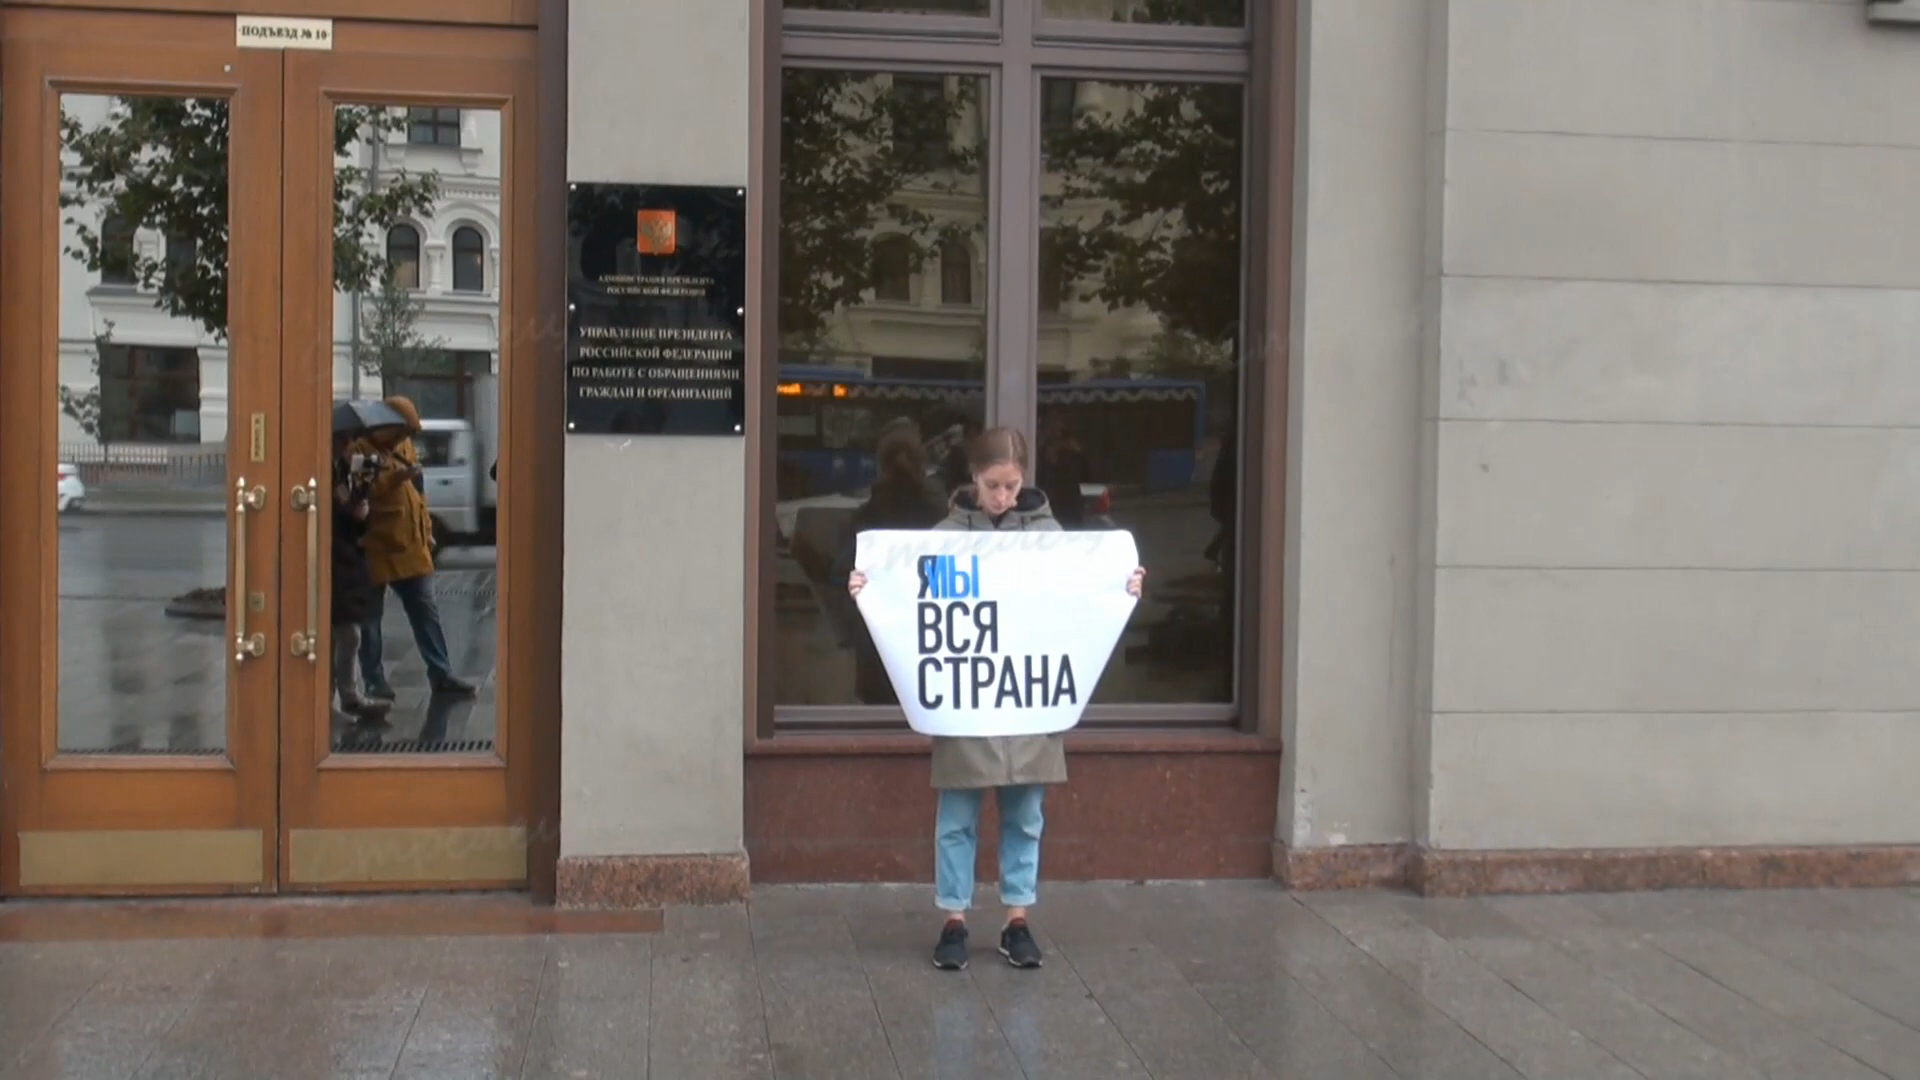 ПОДЪЕЗД № 10
АДМИНИСТРАЦИЯ ПРЕЗИДЕНТА
РОССИЙСКОЙ ФЕДЕРАЦИИ
УПРАВЛЕНИЕ ПРЕЗИДЕНТА
РОССИЙСКОЙ ФЕДЕРАЦИИ
ПО РАБОТЕ С ОБРАЩЕНИЯМИ
ГРАЖДАН И ОРГАНИЗАЦИЙ
ЯМЫ
ВСЯ
СТРАНА